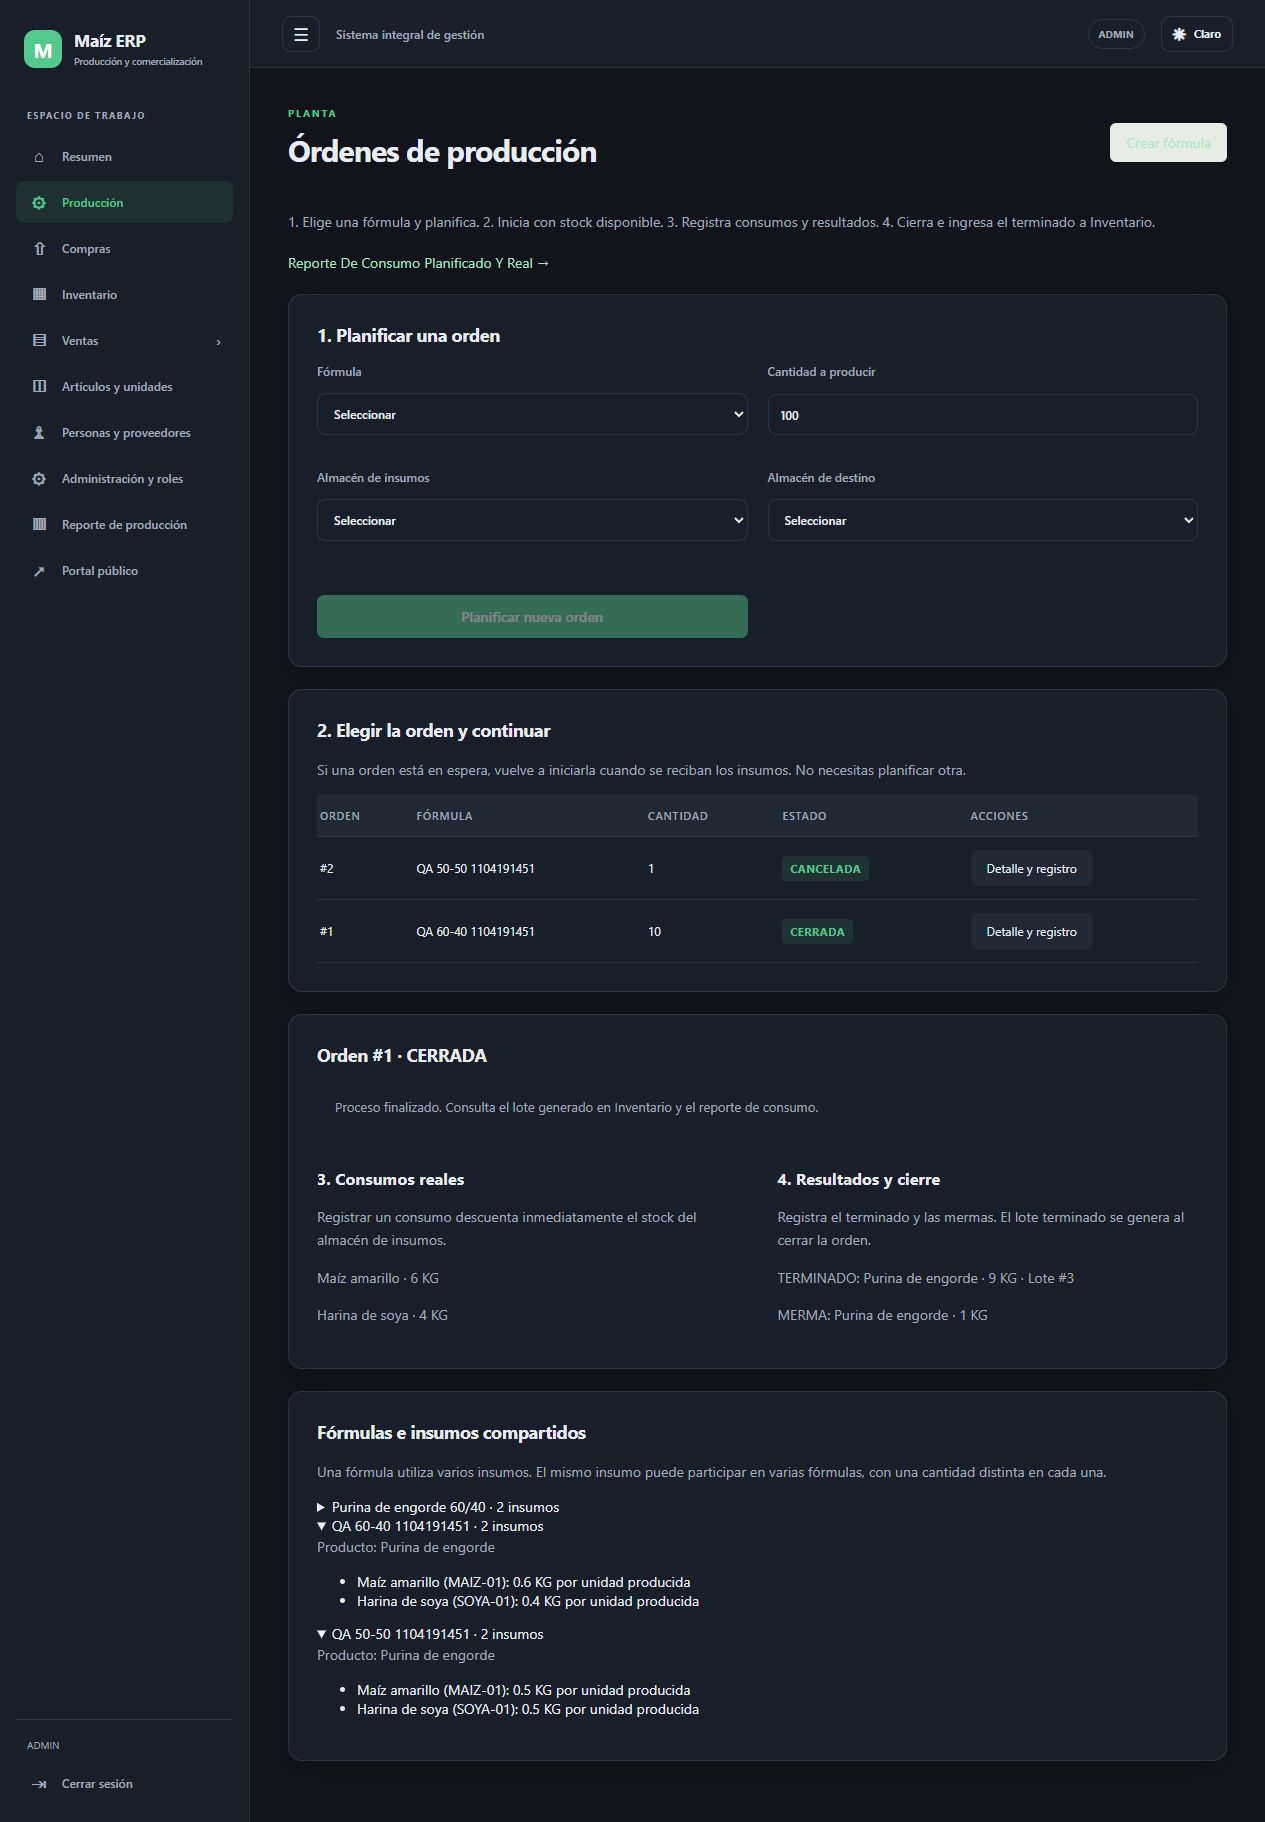 M
Maíz ERP
Producción y comercialización
ESPACIO DE TRABAJO
Resumen
Producción
Compras
Inventario
Ventas
Artículos y unidades
Personas y proveedores
Administración y roles
Reporte de producción
Portal público
ADMIN
Cerrar sesión
Sistema integral de gestión
ADMIN
Claro
PLANTA
Órdenes de producción
Crear fórmula
1. Elige una fórmula y planifica. 2. Inicia con stock disponible. 3. Registra consumos y resultados. 4. Cierra e ingresa el terminado a Inventario.
Reporte De Consumo Planificado Y Real →
1. Planificar una orden
Fórmula
Cantidad a producir
Seleccionar
100
Almacén de insumos
Almacén de destino
Seleccionar
Seleccionar
Planificar nueva orden
2. Elegir la orden y continuar
Si una orden está en espera, vuelve a iniciarla cuando se reciban los insumos. No necesitas planificar otra.
ORDEN FÓRMULA CANTIDAD ESTADO ACCIONES
#2 QA 50-50 1104191451 1 CANCELADA Detalle y registro
#1 QA 60-40 1104191451 10 CERRADA Detalle y registro
Orden #1 · CERRADA
Proceso finalizado. Consulta el lote generado en Inventario y el reporte de consumo.
3. Consumos reales
Registrar un consumo descuenta inmediatamente el stock del
almacén de insumos.
Maíz amarillo · 6 KG
Harina de soya · 4 KG
4. Resultados y cierre
Registra el terminado y las mermas. El lote terminado se genera al
cerrar la orden.
TERMINADO: Purina de engorde · 9 KG · Lote #3
MERMA: Purina de engorde · 1 KG
Fórmulas e insumos compartidos
Una fórmula utiliza varios insumos. El mismo insumo puede participar en varias fórmulas, con una cantidad distinta en cada una.
▶ Purina de engorde 60/40 · 2 insumos
▼ QA 60-40 1104191451 · 2 insumos
Producto: Purina de engorde
• Maíz amarillo (MAIZ-01): 0.6 KG por unidad producida
• Harina de soya (SOYA-01): 0.4 KG por unidad producida
▼ QA 50-50 1104191451 · 2 insumos
Producto: Purina de engorde
• Maíz amarillo (MAIZ-01): 0.5 KG por unidad producida
• Harina de soya (SOYA-01): 0.5 KG por unidad producida